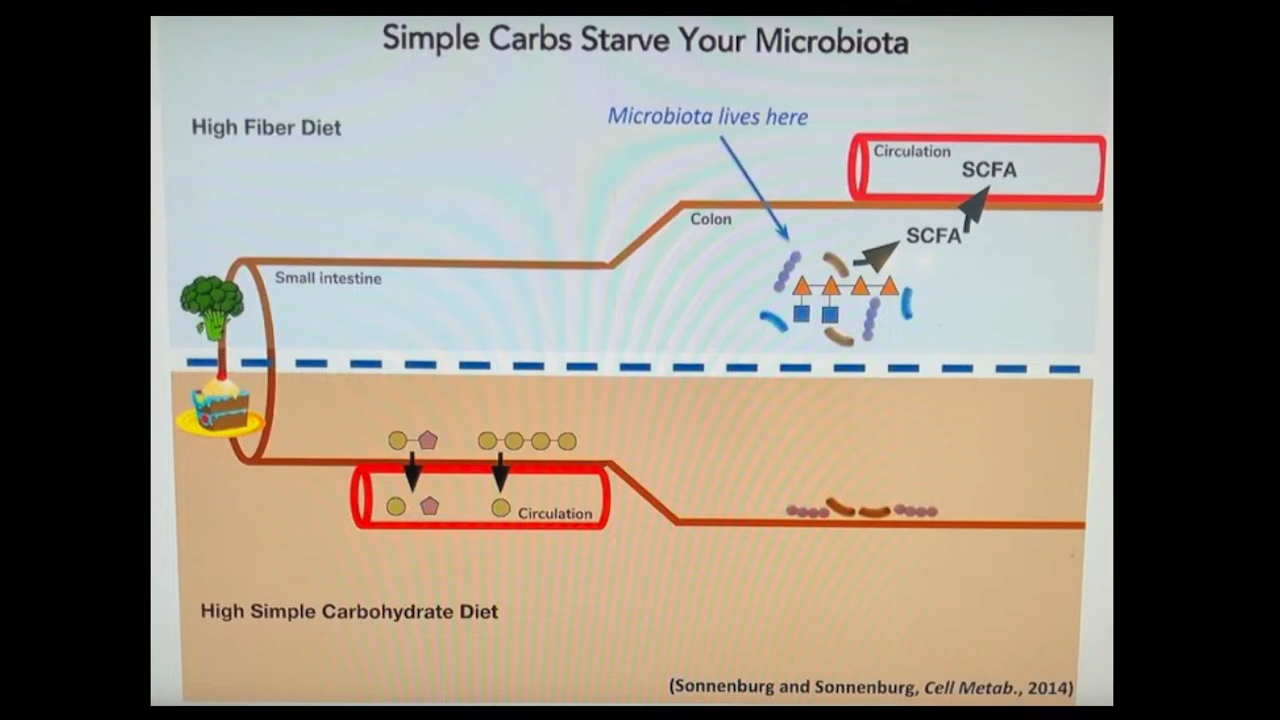 Simple Carbs Starve Your Microbiota
Microbiota lives here
High Fiber Diet
Circulation
SCFA
Colon
SCFA
Small intestine
Circulation
High Simple Carbohydrate Diet
(Sonnenburg and Sonnenburg, Cell Metab., 2014)